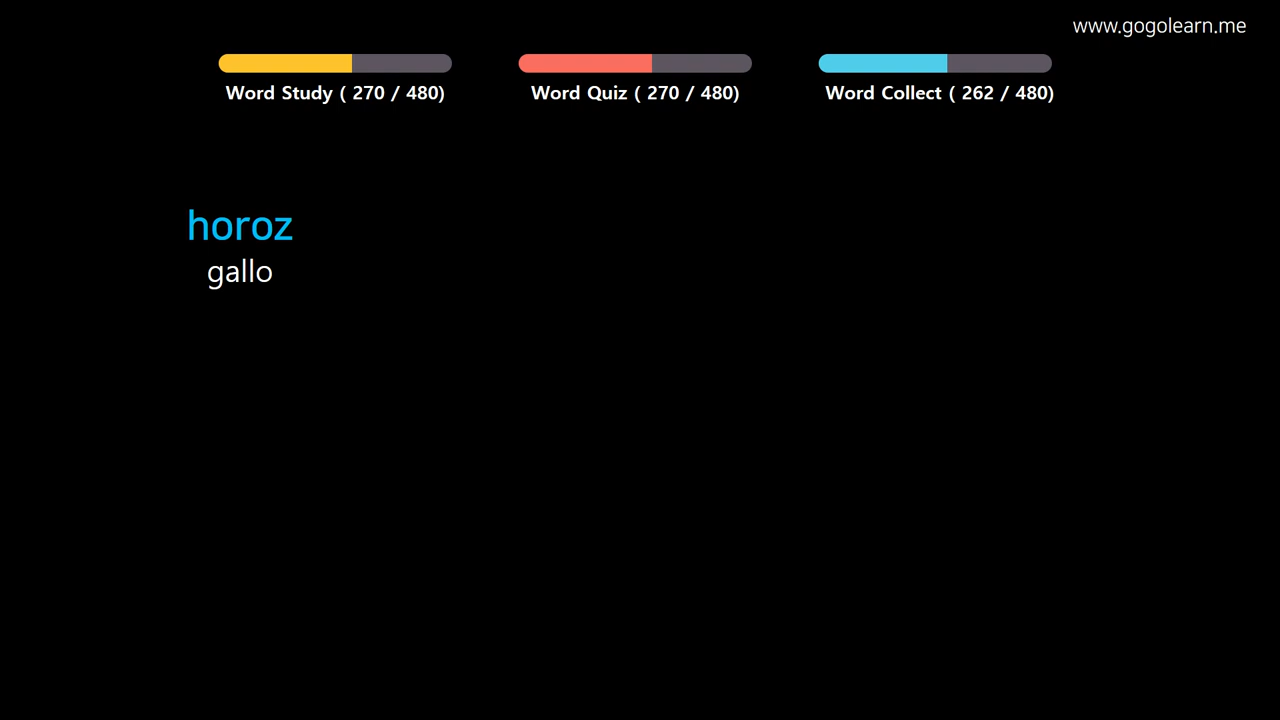 www.gogolearn.me
Word Study ( 270 / 480)
Word Quiz ( 270 / 480)
Word Collect ( 262 / 480)
horoz
gallo